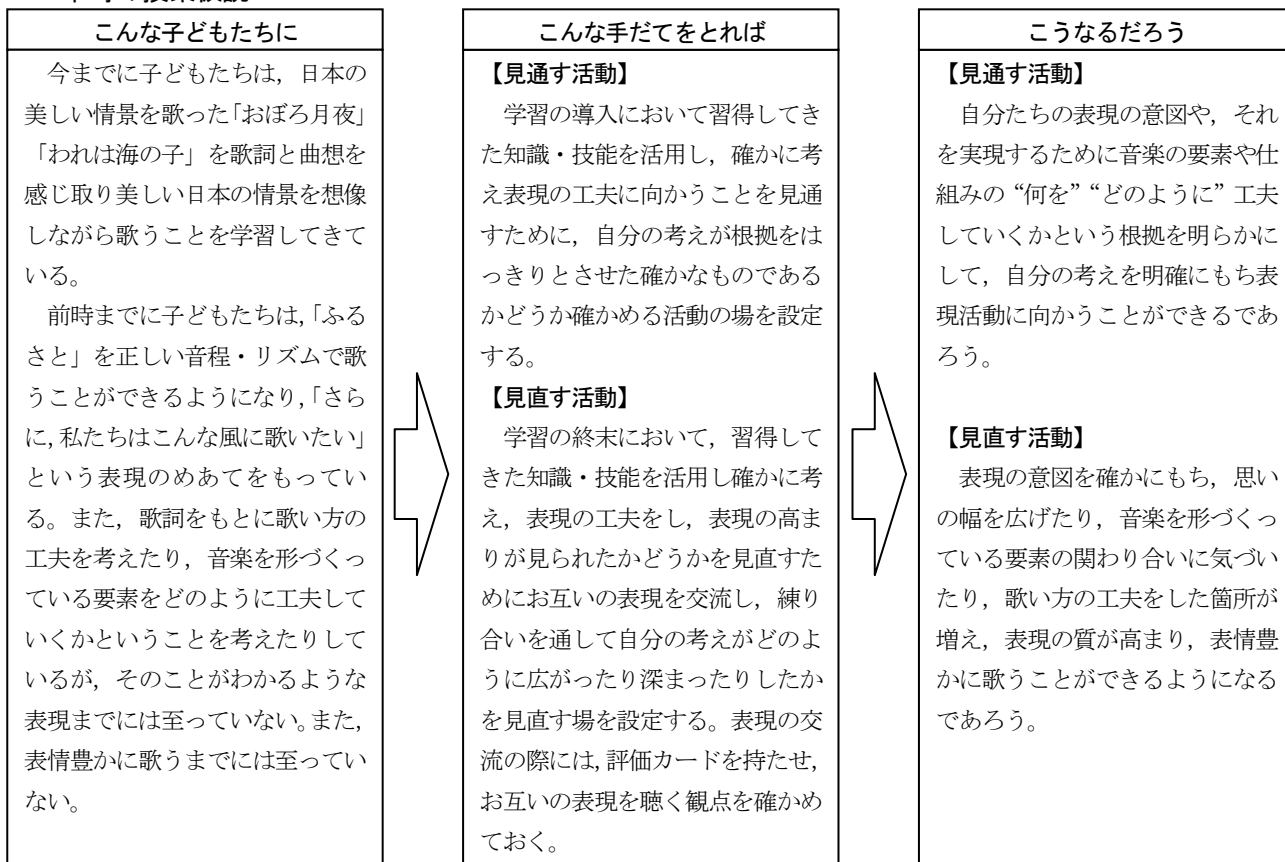 こんな子どもたちに
今までに子どもたちは，日本の
美しい情景を歌った「おぼろ月夜」
「われは海の子」を歌詞と曲想を
感じ取り美しい日本の情景を想像
しながら歌うことを学習してきて
いる。
前時までに子どもたちは，「ふる
さと」を正しい音程・リズムで歌
うことができるようになり，「さら
に，私たちはこんな風に歌いたい」
という表現のめあてをもってい
る。また，歌詞をもとに歌い方の
工夫を考えたり，音楽を形づくっ
ている要素をどのように工夫して
いくかということを考えたりして
いるが，そのことがわかるような
表現までには至っていない。また，
表情豊かに歌うまでには至ってい
ない。
こんな手だてをとれば
【見通す活動】
学習の導入において習得してき
た知識・技能を活用し，確かに考
え表現の工夫に向かうことを見通
すために，自分の考えが根拠をは
っきりとさせた確かなものである
かどうか確かめる活動の場を設定
する。
【見直す活動】
学習の終末において，習得して
きた知識・技能を活用し確かに考
え，表現の工夫をし，表現の高ま
りが見られたかどうかを見直すた
めにお互いの表現を交流し，練り
合いを通して自分の考えがどのよ
うに広がったり深まったりしたか
を見直す場を設定する。表現の交
流の際には，評価カードを持たせ，
お互いの表現を聴く観点を確かめ
ておく。
こうなるだろう
【見通す活動】
自分たちの表現の意図や，それ
を実現するために音楽の要素や仕
組みの“何を”“どのように”工夫
していくかという根拠を明らかに
して，自分の考えを明確にもち表
現活動に向かうことができるであ
ろう。
【見直す活動】
表現の意図を確かにもち，思い
の幅を広げたり，音楽を形づくっ
ている要素の関わり合いに気づい
たり，歌い方の工夫をした箇所が
増え，表現の質が高まり，表情豊
かに歌うことができるようになる
であろう。